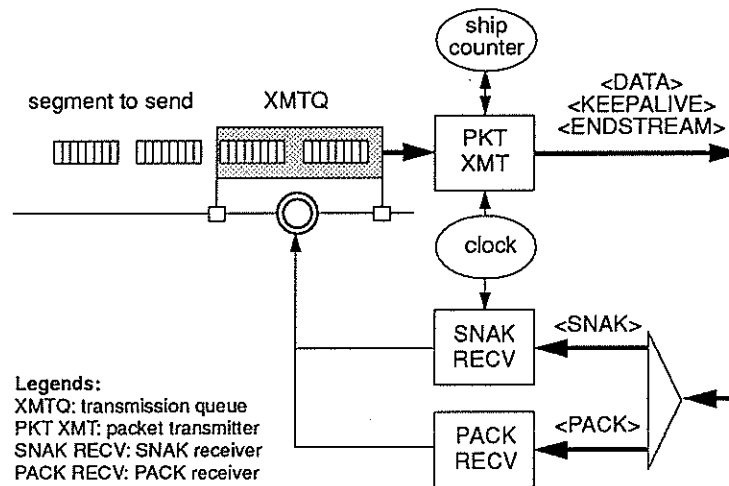 ship
counter
segment to send
XMTQ
<DATA>
<KEEPALIVE>
<ENDSTREAM>
PKT
XMT
clock
SNAK
RECV
<SNAK>
PACK
RECV
<PACK>
Legends:
XMTQ: transmission queue
PKT XMT: packet transmitter
SNAK RECV: SNAK receiver
PACK RECV: PACK receiver